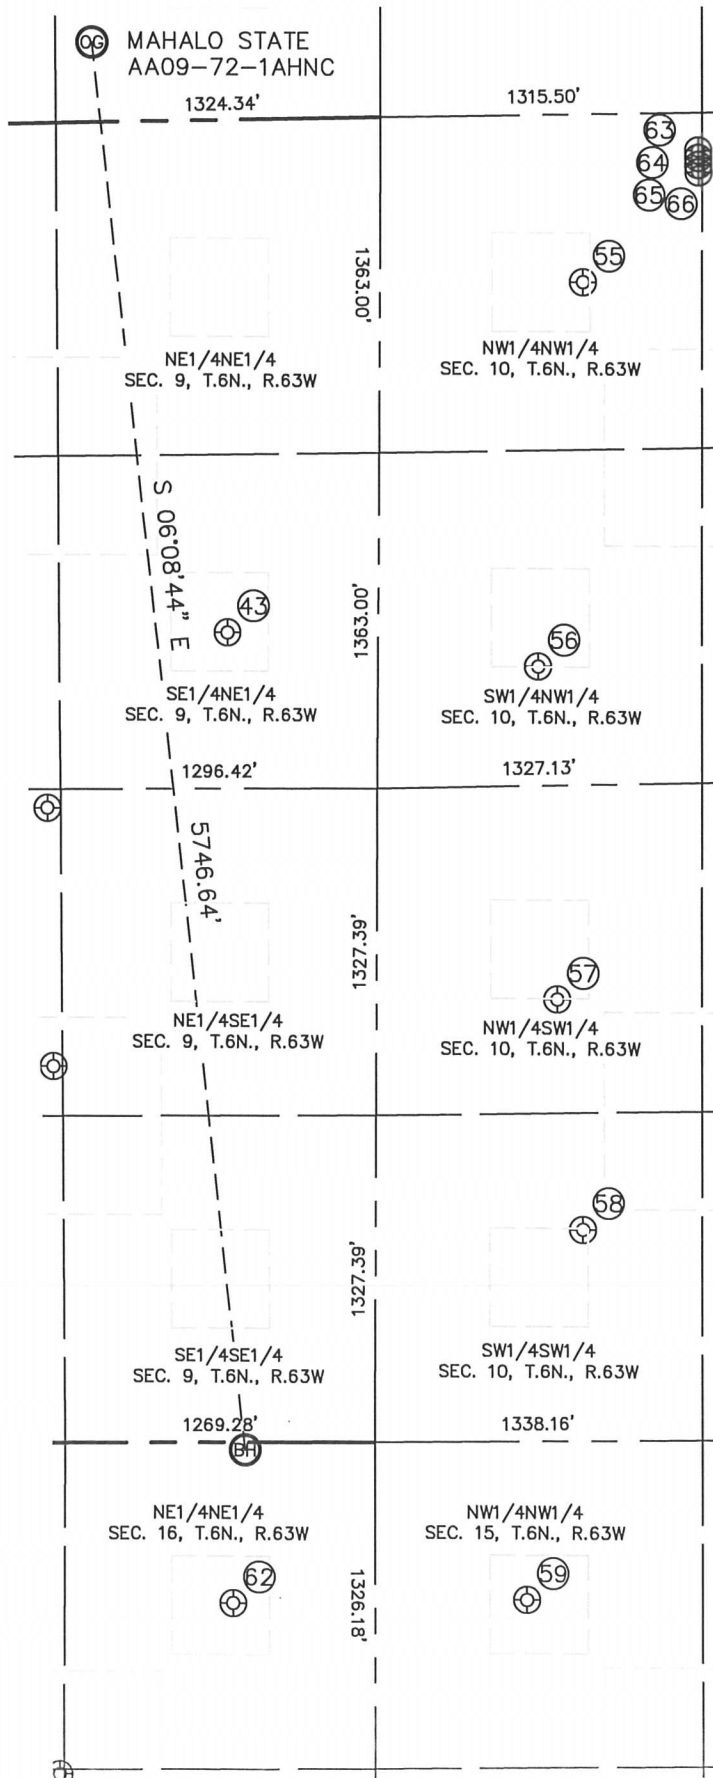 OG MAHALO STATE
AA09-72-1AHNC
1324.34' 1315.50'
63
64
65 66
55
1363.00'
NE1/4NE1/4
SEC. 9, T.6N., R.63W
NW1/4NW1/4
SEC. 10, T.6N., R.63W
S 06°08'44" E
43
1393.00'
56
SE1/4NE1/4
SEC. 9, T.6N., R.63W
SW1/4NW1/4
SEC. 10, T.6N., R.63W
1296.42' 1327.13'
5746.64'
1327.39'
57
NE1/4SE1/4
SEC. 9, T.6N., R.63W
NW1/4SW1/4
SEC. 10, T.6N., R.63W
58
1327.39'
SE1/4SE1/4
SEC. 9, T.6N., R.63W
SW1/4SW1/4
SEC. 10, T.6N., R.63W
1269.28' 1338.16'
BH
NE1/4NE1/4
SEC. 16, T.6N., R.63W
NW1/4NW1/4
SEC. 15, T.6N., R.63W
62
59
1326.18'